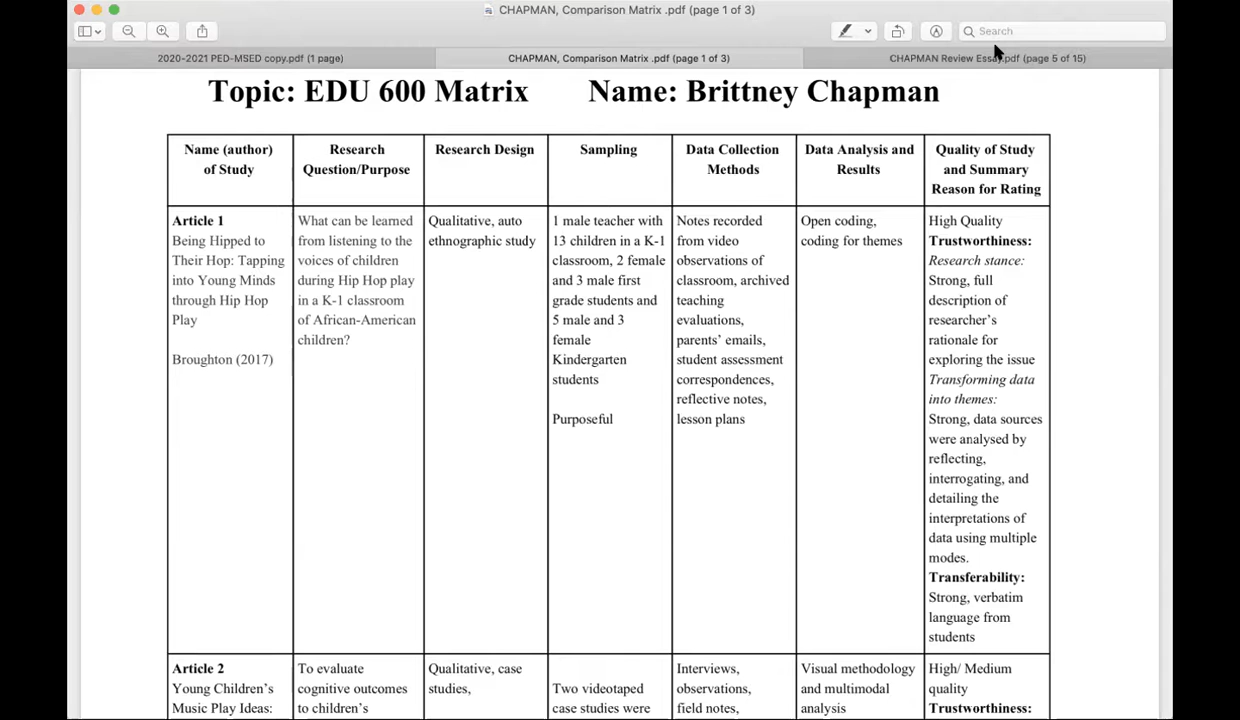 CHAPMAN, Comparison Matrix .pdf (page 1 of 3)
Search
2020-2021 PED-MSED copy.pdf (1 page)
CHAPMAN, Comparison Matrix .pdf (page 1 of 3)
CHAPMAN Review Essay.pdf (page 5 of 15)
Topic: EDU 600 Matrix Name: Brittney Chapman
Name (author)
of Study
Research
Question/Purpose
Research Design
Sampling
Data Collection
Methods
Data Analysis and
Results
Quality of Study
and Summary
Reason for Rating
Article 1
Being Hipped to
Their Hop: Tapping
into Young Minds
through Hip Hop
Play
Broughton (2017)
What can be learned
from listening to the
voices of children
during Hip Hop play
in a K-1 classroom
of African-American
children?
Qualitative, auto
ethnographic study
1 male teacher with
13 children in a K-1
classroom, 2 female
and 3 male first
grade students and
5 male and 3
female
Kindergarten
students
Purposeful
Notes recorded
from video
observations of
classroom, archived
teaching
evaluations,
parents’ emails,
student assessment
correspondences,
reflective notes,
lesson plans
Open coding,
coding for themes
High Quality
Trustworthiness:
Research stance:
Strong, full
description of
researcher’s
rationale for
exploring the issue
Transforming data
into themes:
Strong, data sources
were analysed by
reflecting,
interrogating, and
detailing the
interpretations of
data using multiple
modes.
Transferability:
Strong, verbatim
language from
students
Article 2
Young Children’s
Music Play Ideas:
To evaluate
cognitive outcomes
to children’s
Qualitative, case
studies,
Two videotaped
case studies were
Interviews,
observations,
field notes,
Visual methodology
and multimodal
analysis
High/ Medium
quality
Trustworthiness: